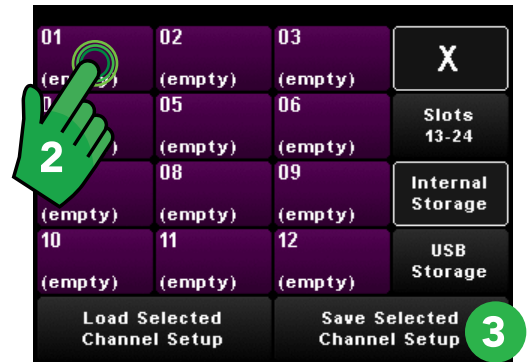 01 02 03 X
(empty) (empty)
05 06 Slots
13-24
2
(empty) (empty)
08 09 Internal
Storage
(empty) (empty) (empty)
10 11 12 USB
Storage
(empty) (empty) (empty)
Load Selected
Channel Setup
Save Selected
Channel Setup
3